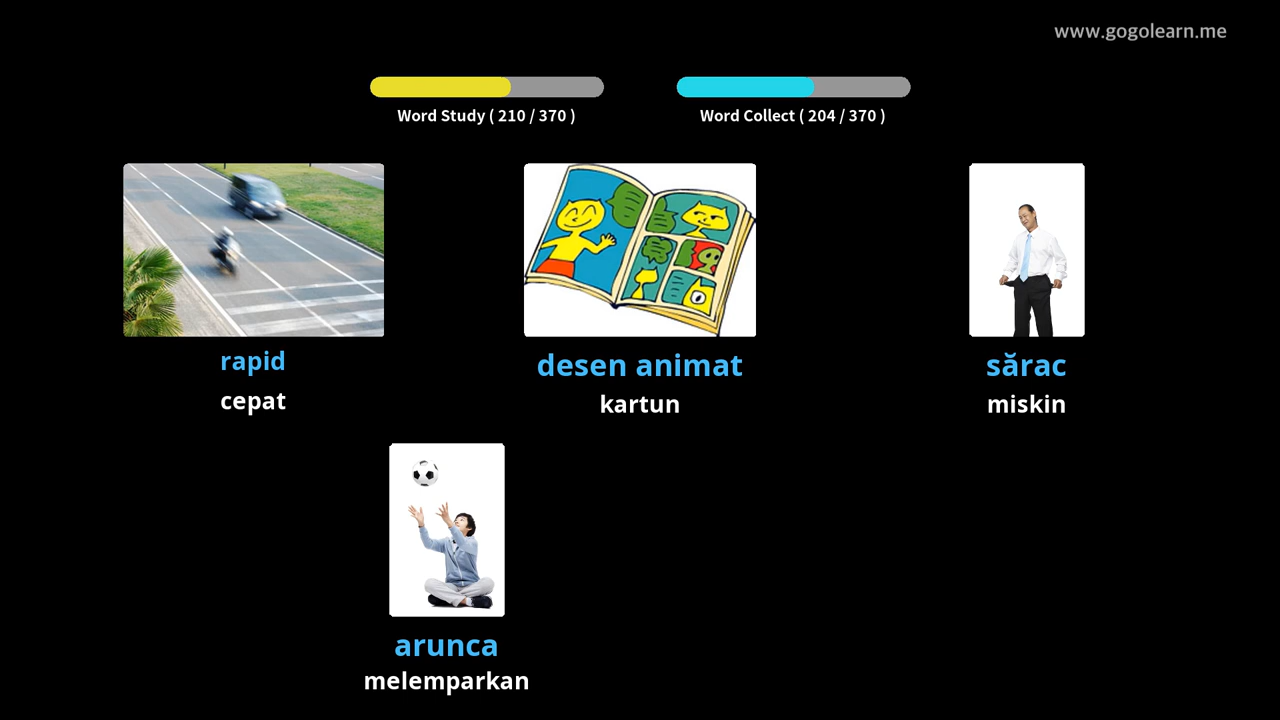 www.gogolearn.me
Word Study ( 210 / 370 )
Word Collect ( 204 / 370 )
rapid
cepat
desen animat
kartun
sărac
miskin
arunca
melemparkan